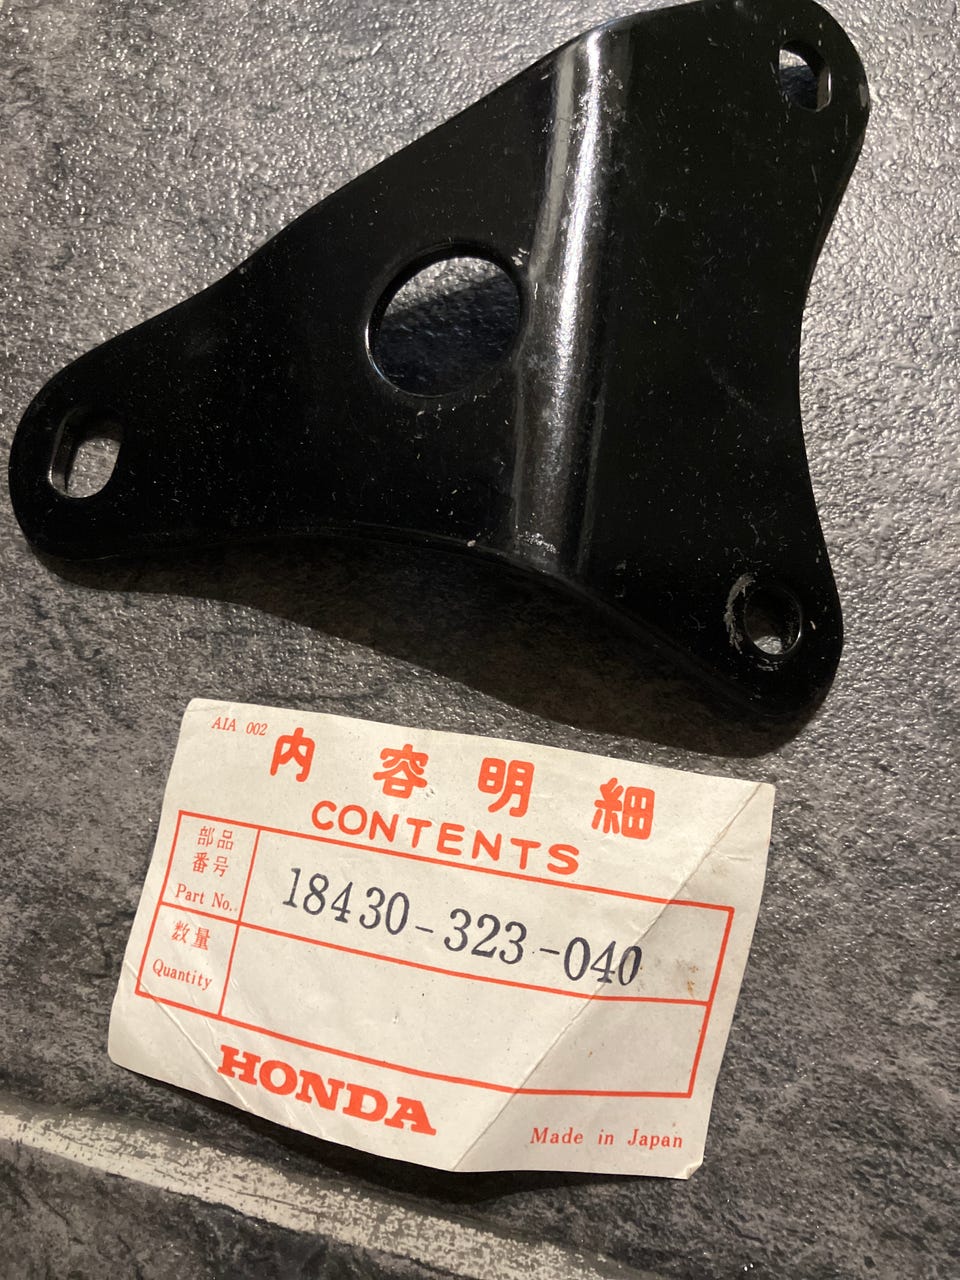 AIA 002
内容明細
CONTENTS
部品
番号
Part No.
18430-323-040
数量
Quantity
HONDA
Made in Japan